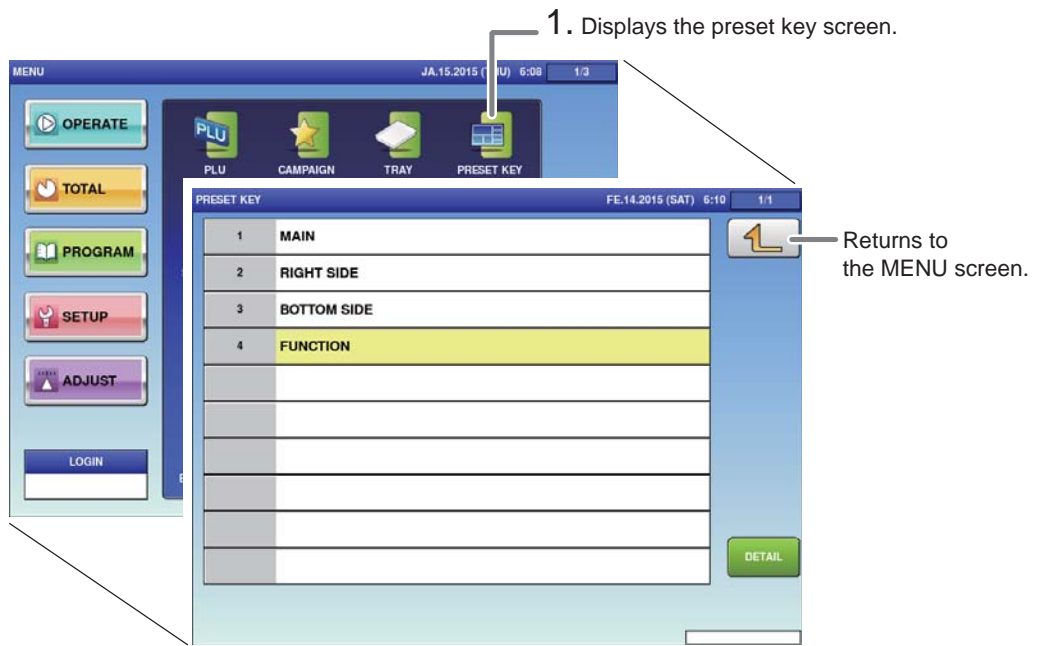 1. Displays the preset key screen.
MENU
JA.15.2015 (THU) 6:08
1/3
OPERATE
TOTAL
PROGRAM
SETUP
ADJUST
LOGIN
PLU
PLU
CAMPAIGN
TRAY
PRESET KEY
PRESET KEY
FE.14.2015 (SAT) 6:10
1/1
1 MAIN
2 RIGHT SIDE
3 BOTTOM SIDE
4 FUNCTION
DETAIL
Returns to
the MENU screen.